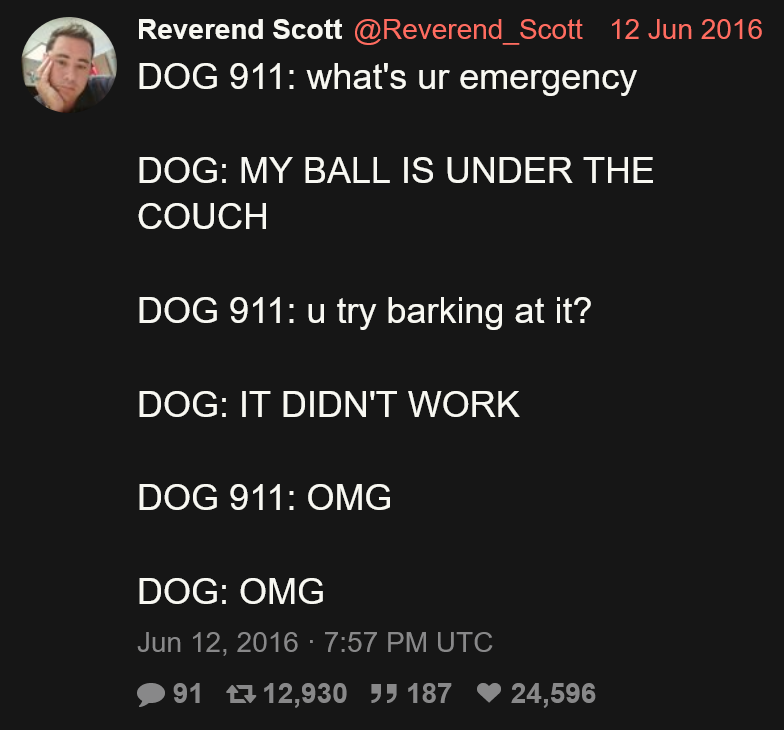 Reverend Scott @Reverend_Scott 12 Jun 2016
DOG 911: what's ur emergency
DOG: MY BALL IS UNDER THE
COUCH
DOG 911: u try barking at it?
DOG: IT DIDN'T WORK
DOG 911: OMG
DOG: OMG
Jun 12, 2016 · 7:57 PM UTC
91 12,930 187 24,596